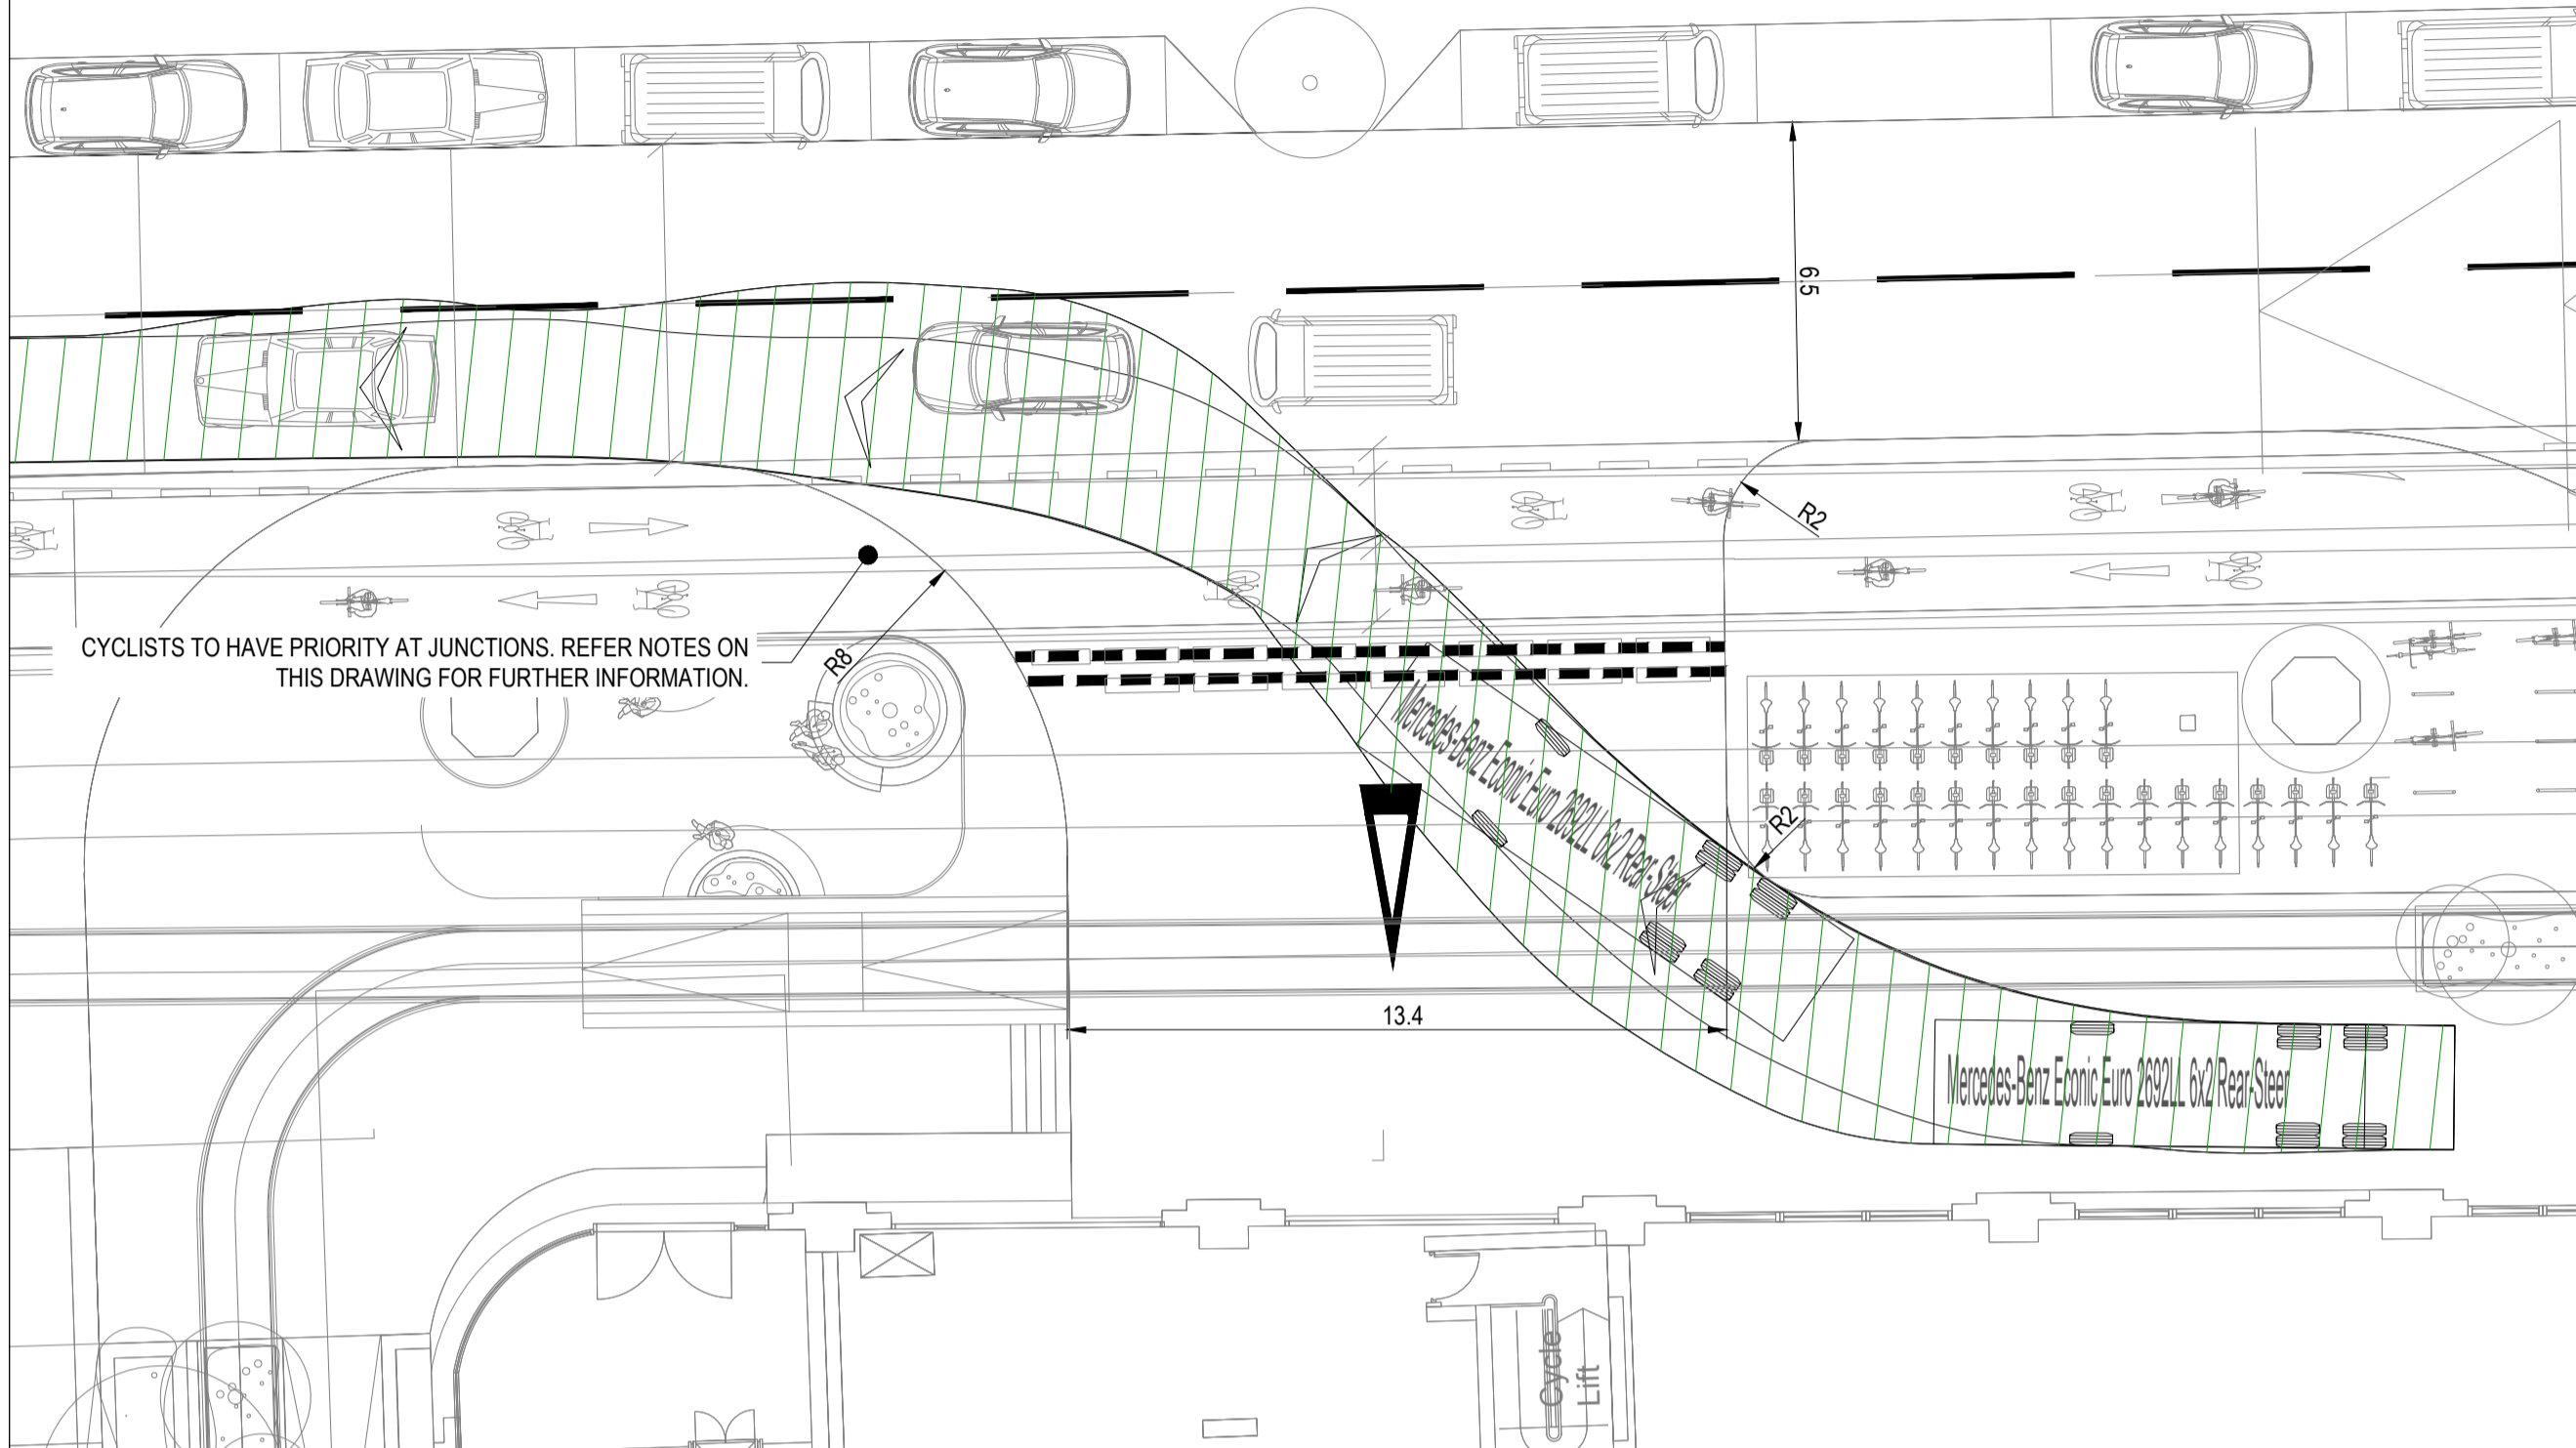 6.5
R2
CYCLISTS TO HAVE PRIORITY AT JUNCTIONS. REFER NOTES ON
THIS DRAWING FOR FURTHER INFORMATION.
R8
Mercedes-Benz Econic Euro 2692LL 6x2 Rear-Steer
R2
13.4
Mercedes-Benz Econic Euro 2692LL 6x2 Rear-Steer
Cycle
Lift